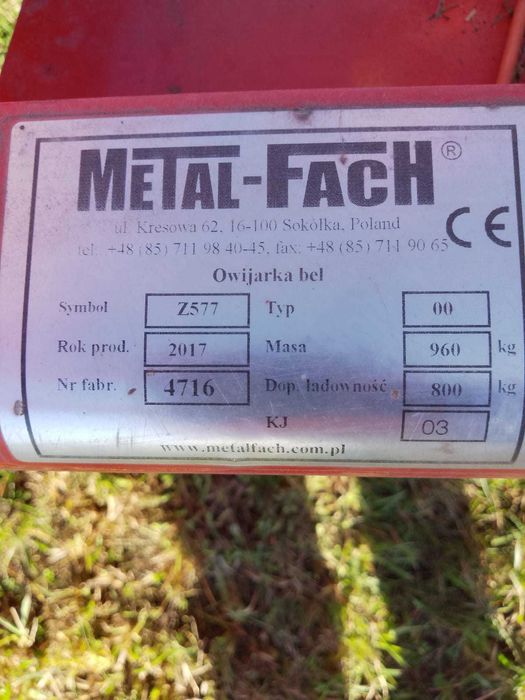 METAL-FACH ®
ul. Kresowa 62, 16-100 Sokółka, Poland
tel. +48 (85) 711 98 40-45, fax: +48 (85) 711 90 65
CE
Owijarka bel
Symbol Z577 Typ 00
Rok prod. 2017 Masa 960 kg
Nr fabr. 4716 Dop. ładowność 800 kg
KJ 03
www.metalfach.com.pl